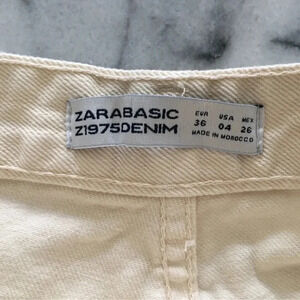 ZARABASIC
Z1975DENIM
EUR USA MEX
36 04 26
MADE IN MOROCCO